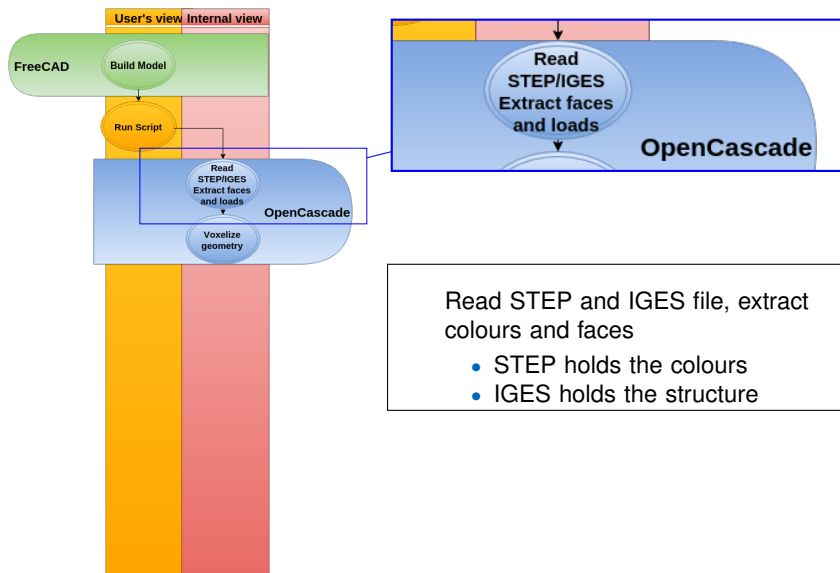 User's view
Internal view
FreeCAD
Build Model
Run Script
Read
STEP/IGES
Extract faces
and loads
OpenCascade
Voxelize
geometry
Read
STEP/IGES
Extract faces
and loads
OpenCascade
Read STEP and IGES file, extract
colours and faces
• STEP holds the colours
• IGES holds the structure